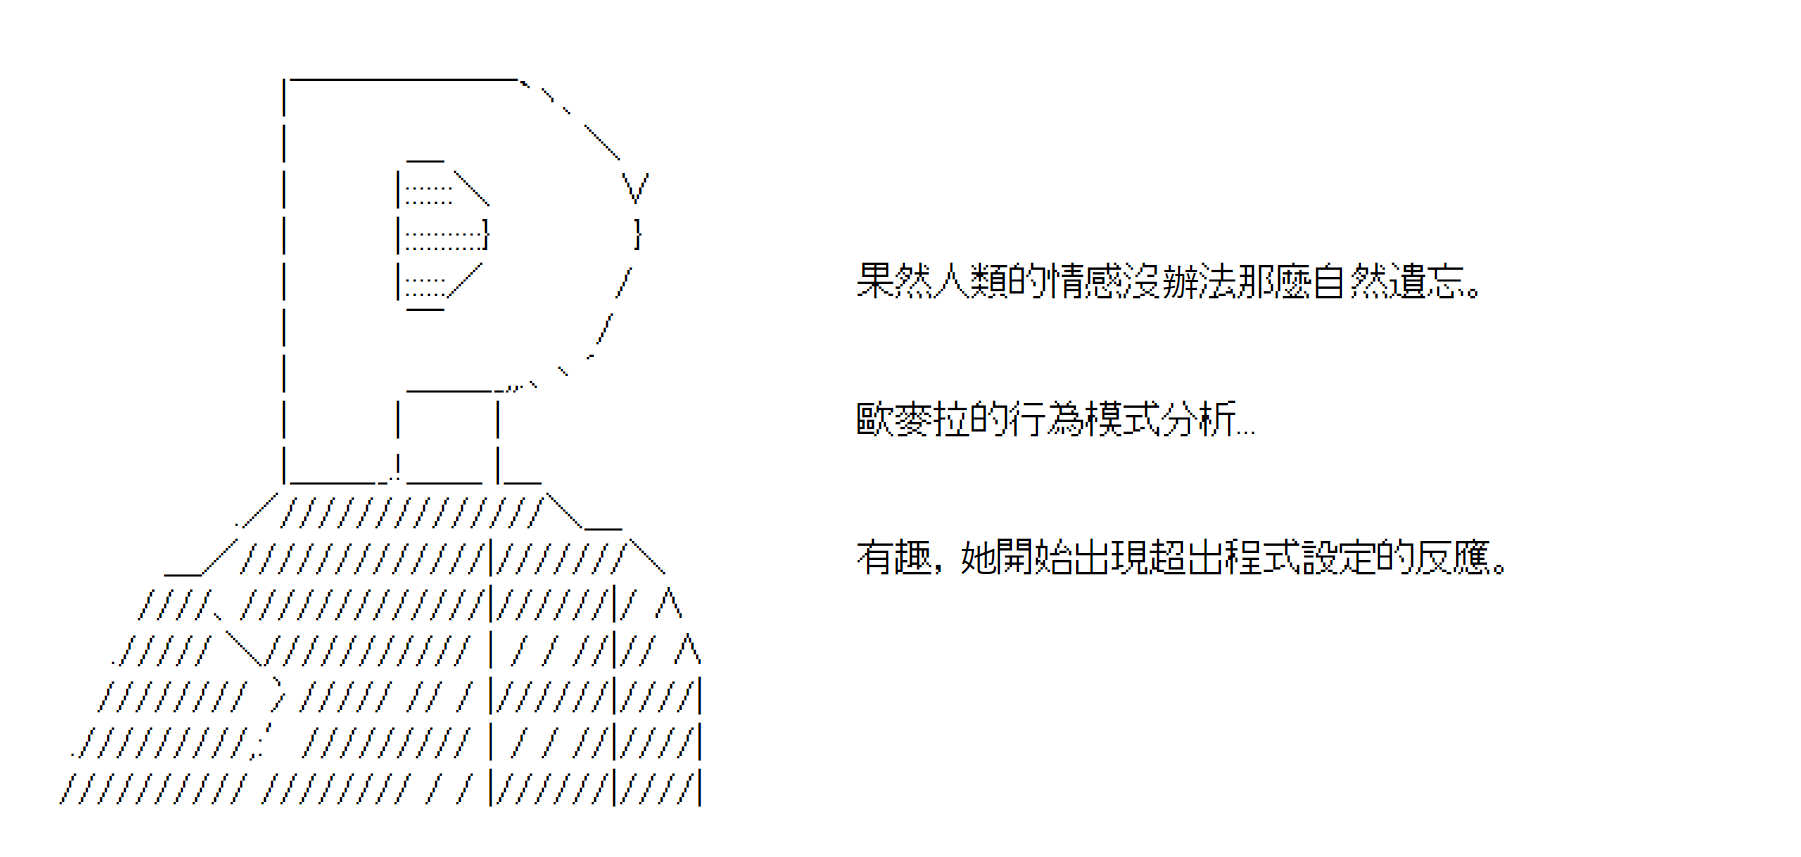 果然人類的情感沒辦法那麼自然遺忘。
歐麥拉的行為模式分析...
有趣，她開始出現超出程式設定的反應。